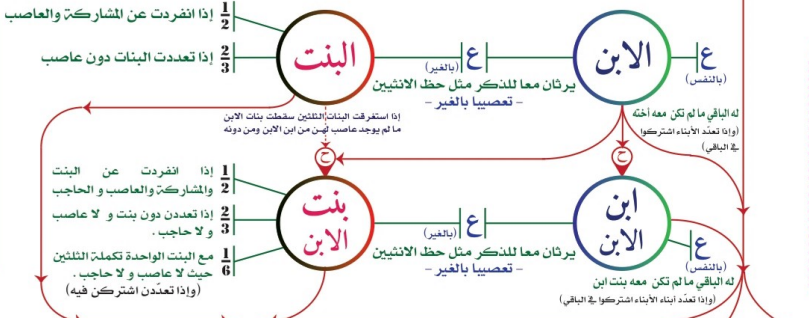 1/2 إذا انفردت عن المشاركة والعاصب
2/3 إذا تعددت البنات دون عاصب
البنت
ع
(بالغير)
يرثان معا للذكر مثل حظ الانثيين
- تعصيبا بالغير -
الابن
ع
(بالنفس)
له الباقي ما لم تكن معه أخته
(وإذا تعدّد الأبناء اشتركوا
في الباقي)
إذا استغرقت البنات الثلثين سقطت بنات الابن
ما لم يوجد عاصب لهن من ابن الابن ومن دونه
ح
ح
1/2 إذا انفردت عن البنت
والمشاركة والعاصب و الحاجب
2/3 إذا تعددن دون بنت و لا عاصب
و لا حاجب .
1/6 مع البنت الواحدة تكملة الثلثين
حيث لا عاصب و لا حاجب .
(وإذا تعدّدن اشتركن فيه)
بنت
الابن
ع
(بالغير)
يرثان معا للذكر مثل حظ الانثيين
- تعصيبا بالغير -
ابن
الابن
ع
(بالنفس)
له الباقي ما لم تكن معه بنت ابن
(وإذا تعدّد أبناء الأبناء اشتركوا في الباقي)